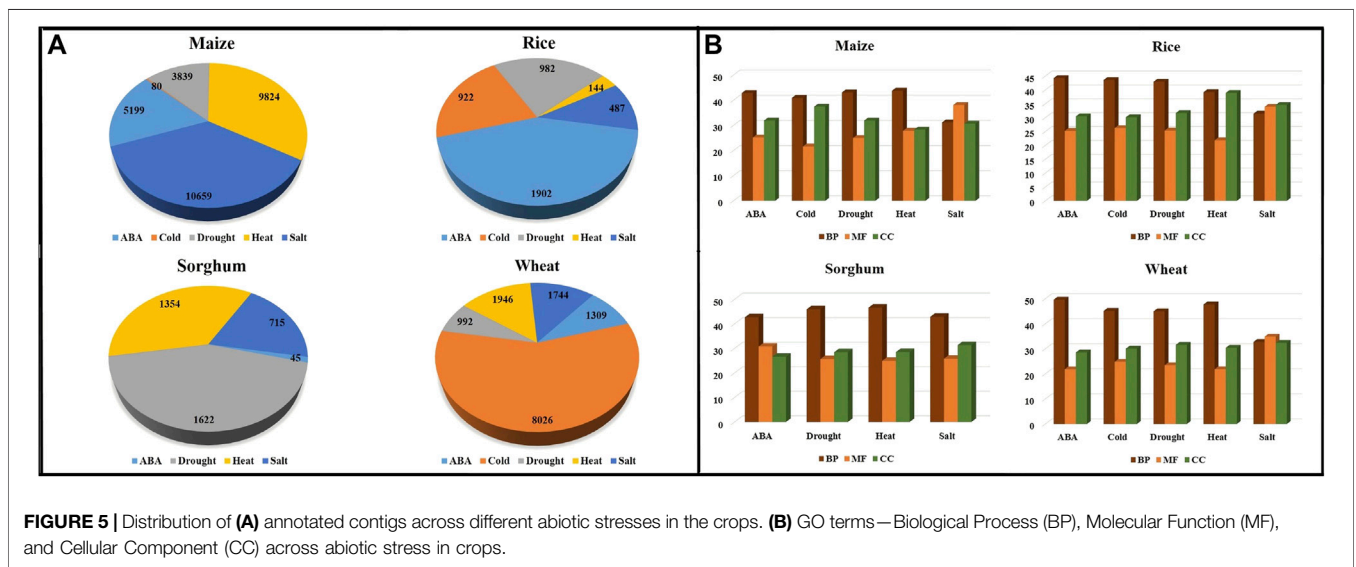 A
Maize
3839
80
5199
9824
10659
ABA Cold Drought Heat Salt
Rice
982
922
144
487
1902
ABA Cold Drought Heat Salt
Sorghum
1354
715
45
1622
ABA Drought Heat Salt
Wheat
1946
1744
992
1309
8026
ABA Cold Drought Heat Salt
B
Maize
50
40
30
20
10
0
ABA Cold Drought Heat Salt
BP MF CC
Rice
45
40
35
30
25
20
15
10
5
0
ABA Cold Drought Heat Salt
BP MF CC
Sorghum
50
40
30
20
10
0
ABA Drought Heat Salt
BP MF CC
Wheat
50
40
30
20
10
0
ABA Cold Drought Heat Salt
BP MF CC
FIGURE 5 | Distribution of (A) annotated contigs across different abiotic stresses in the crops. (B) GO terms—Biological Process (BP), Molecular Function (MF),
and Cellular Component (CC) across abiotic stress in crops.